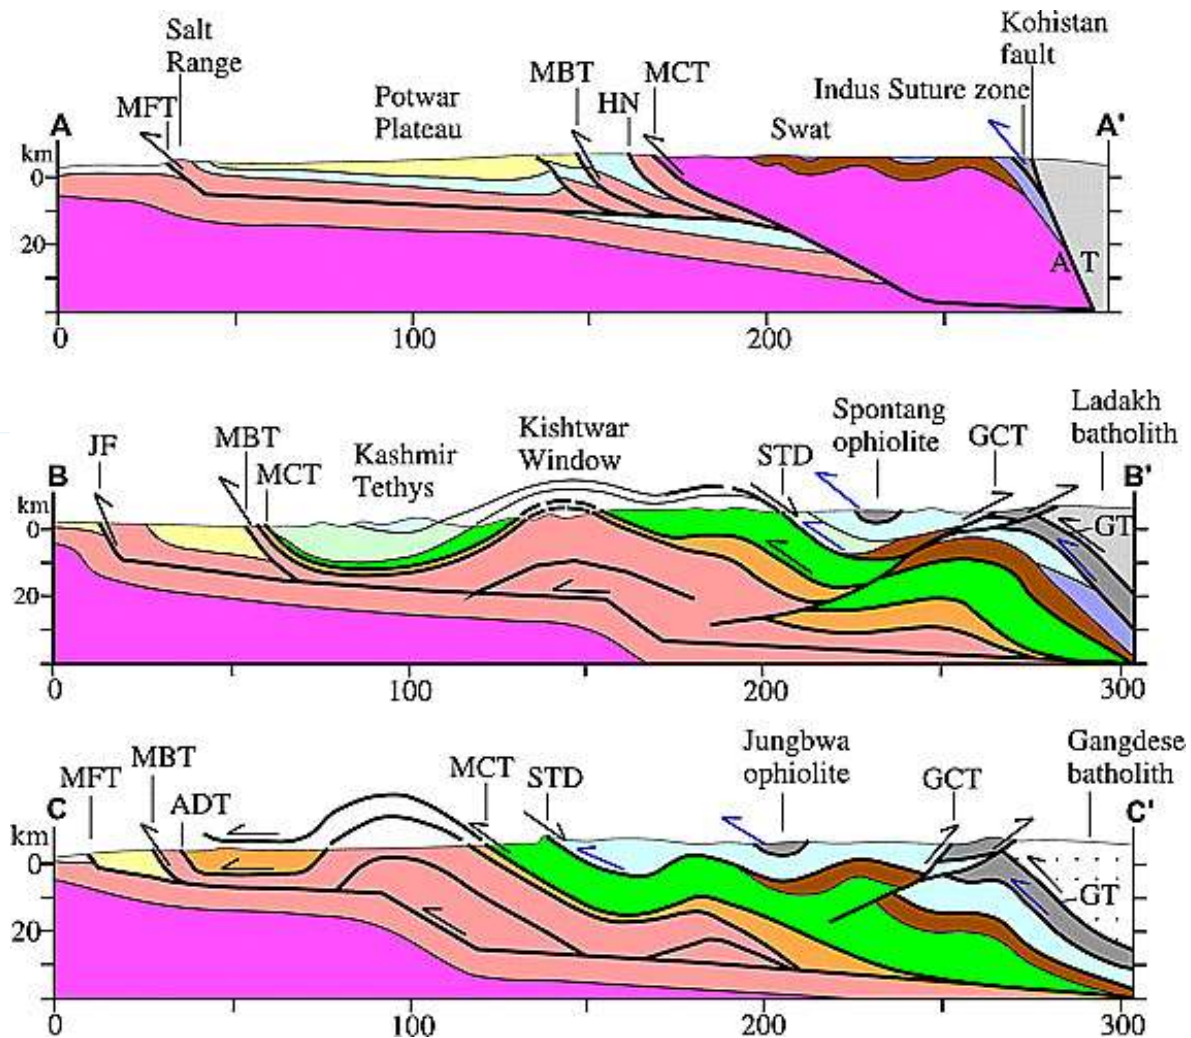 Salt
Range
Kohistan
fault
MFT
Potwar
Plateau
MBT
HN
MCT
Indus Suture zone
Swat
A
A'
km
0
20
A T
0
100
200
JF
MBT
MCT
Kashmir
Tethys
Kishtwar
Window
STD
Spontang
ophiolite
GCT
Ladakh
batholith
B
B'
km
0
20
GT
0
100
200
300
MFT
MBT
ADT
MCT
STD
Jungbwa
ophiolite
GCT
Gangdese
batholith
C
C'
km
0
20
GT
0
100
200
300